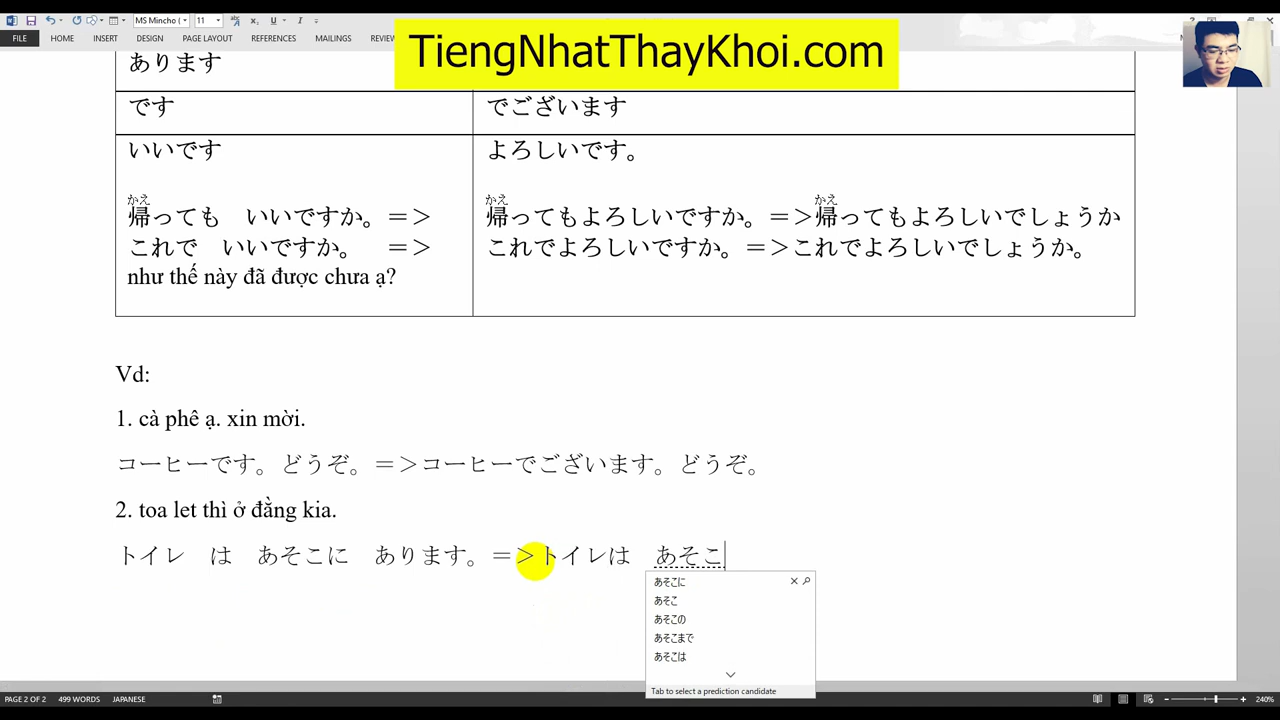 MS Mincho ( 11
FILE HOME INSERT DESIGN PAGE LAYOUT REFERENCES MAILINGS
TiengNhatThayKhoi.com
あります
です でございます
いいです よろしいです。
かえ かえ かえ
帰っても　いいですか。＝＞ 帰ってもよろしいですか。＝＞帰ってもよろしいでしょうか
これで　いいですか。　＝＞ これでよろしいですか。＝＞これでよろしいでしょうか。
như thế này đã được chưa ạ?
Vd:
1. cà phê ạ. xin mời.
コーヒーです。どうぞ。＝＞コーヒーでございます。どうぞ。
2. toa let thì ở đằng kia.
トイレ　は　あそこに　あります。＝＞トイレは　あそこ
あそこに
あそこ
あそこの
あそこまで
あそこは
Tab to select a prediction candidate
PAGE 2 OF 2 499 WORDS JAPANESE 240%